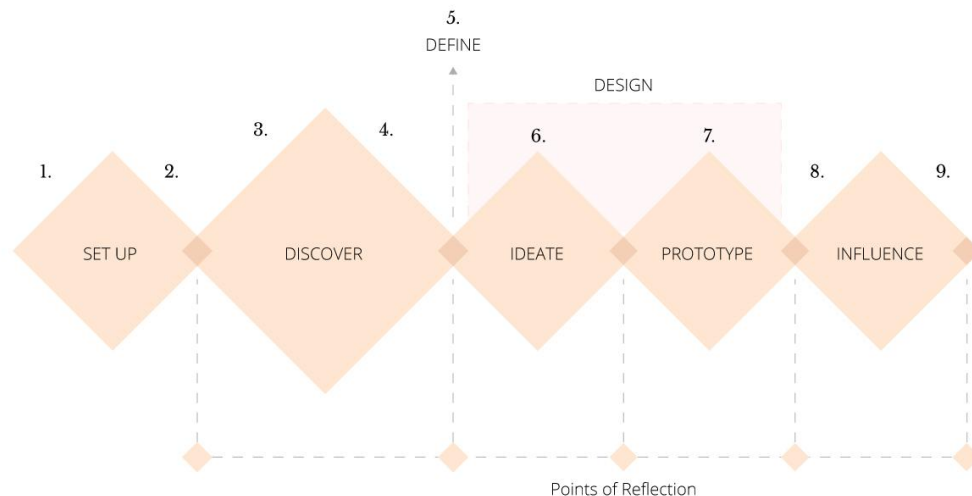 5.
DEFINE
DESIGN
3.
4.
6.
7.
1.
2.
8.
9.
SET UP
DISCOVER
IDEATE
PROTOTYPE
INFLUENCE
Points of Reflection